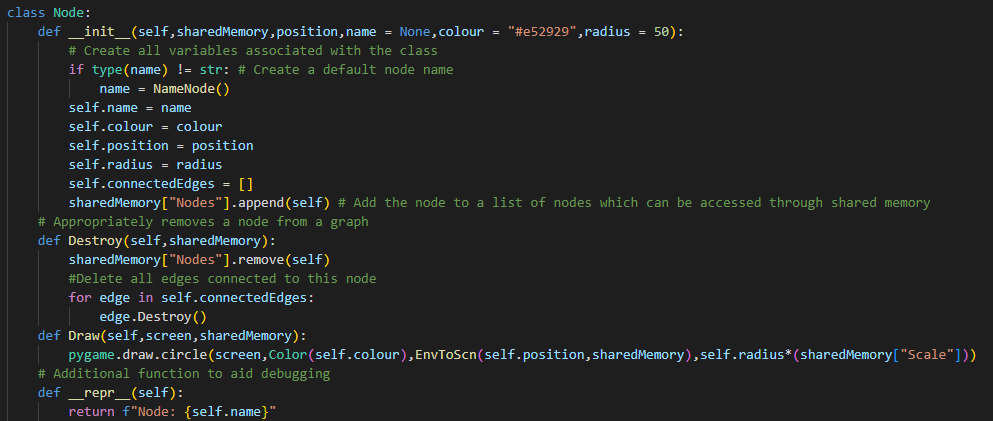 class Node:
    def __init__(self,sharedMemory,position,name = None,colour = "#e52929",radius = 50):
        # Create all variables associated with the class
        if type(name) != str: # Create a default node name
            name = NameNode()
        self.name = name
        self.colour = colour
        self.position = position
        self.radius = radius
        self.connectedEdges = []
        sharedMemory["Nodes"].append(self) # Add the node to a list of nodes which can be accessed through shared memory
    # Appropriately removes a node from a graph
    def Destroy(self,sharedMemory):
        sharedMemory["Nodes"].remove(self)
        #Delete all edges connected to this node
        for edge in self.connectedEdges:
            edge.Destroy()
    def Draw(self,screen,sharedMemory):
        pygame.draw.circle(screen,Color(self.colour),EnvToScn(self.position,sharedMemory),self.radius*(sharedMemory["Scale"]))
    # Additional function to aid debugging
    def __repr__(self):
        return f"Node: {self.name}"